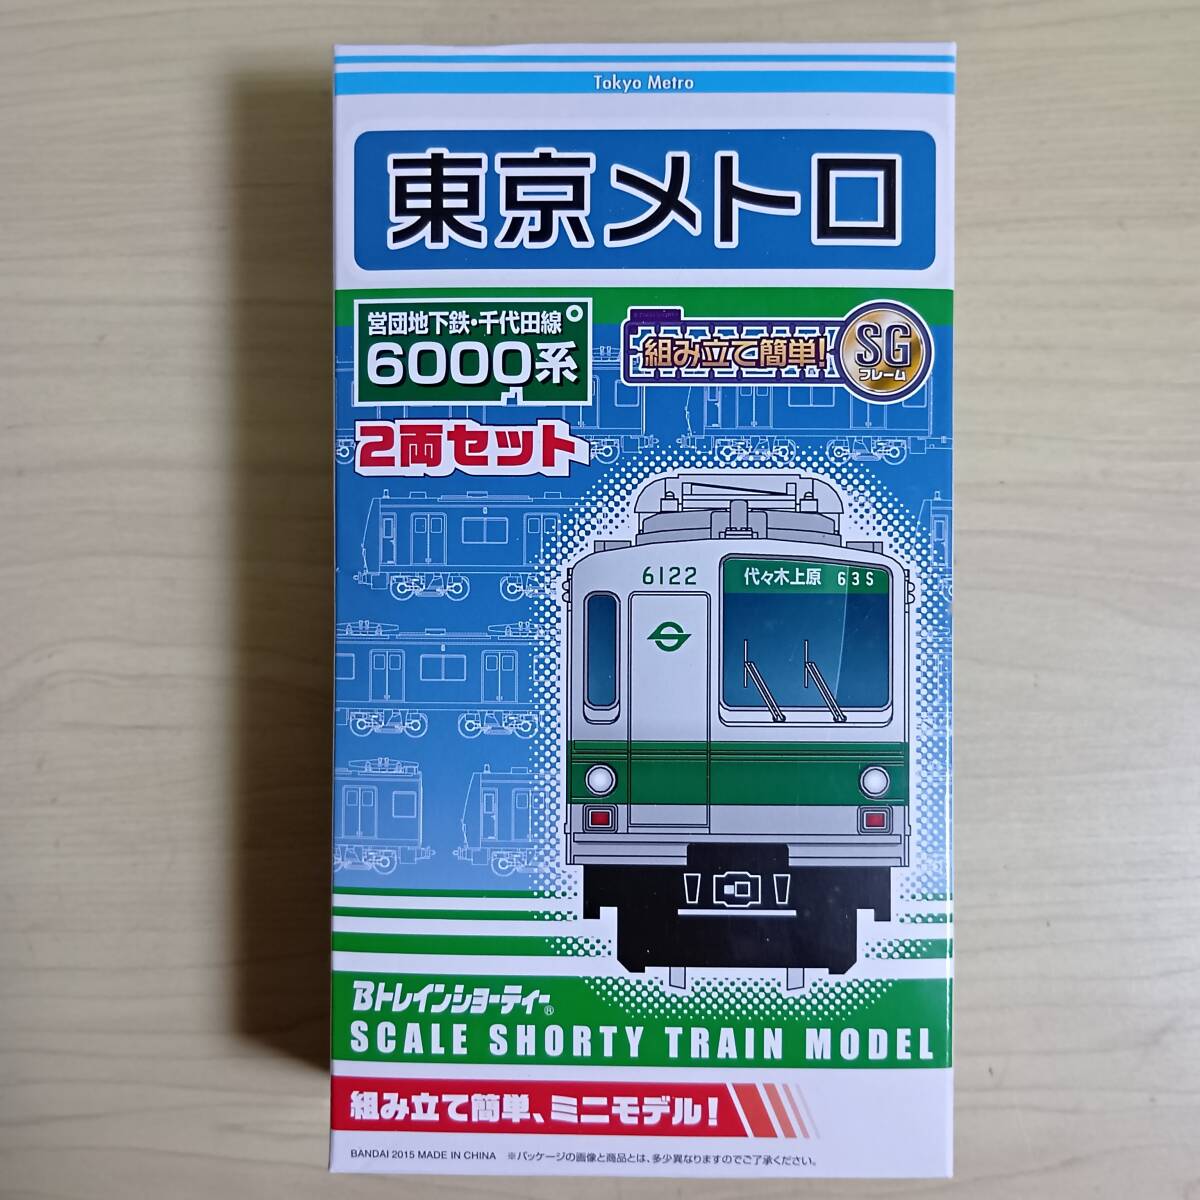 Tokyo Metro
東京メトロ
営団地下鉄・千代田線
6000系
組み立て簡単!
SG
フレーム
2両セット
6122
代々木上原 63S
Bトレインショーティー®
SCALE SHORTY TRAIN MODEL
組み立て簡単、ミニモデル!
BANDAI 2015 MADE IN CHINA ※パッケージの画像と商品とは、多少異なりますのでご了承ください。